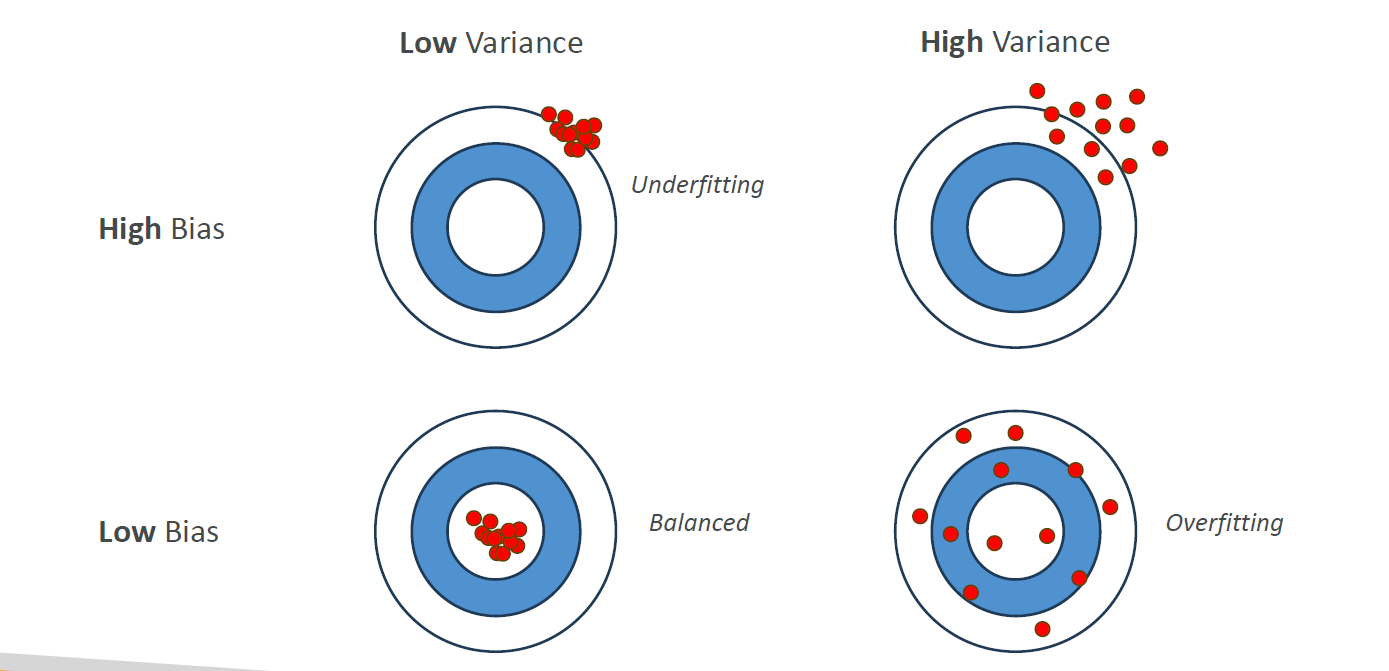 Low Variance
High Variance
Underfitting
High Bias
Balanced
Low Bias
Overfitting